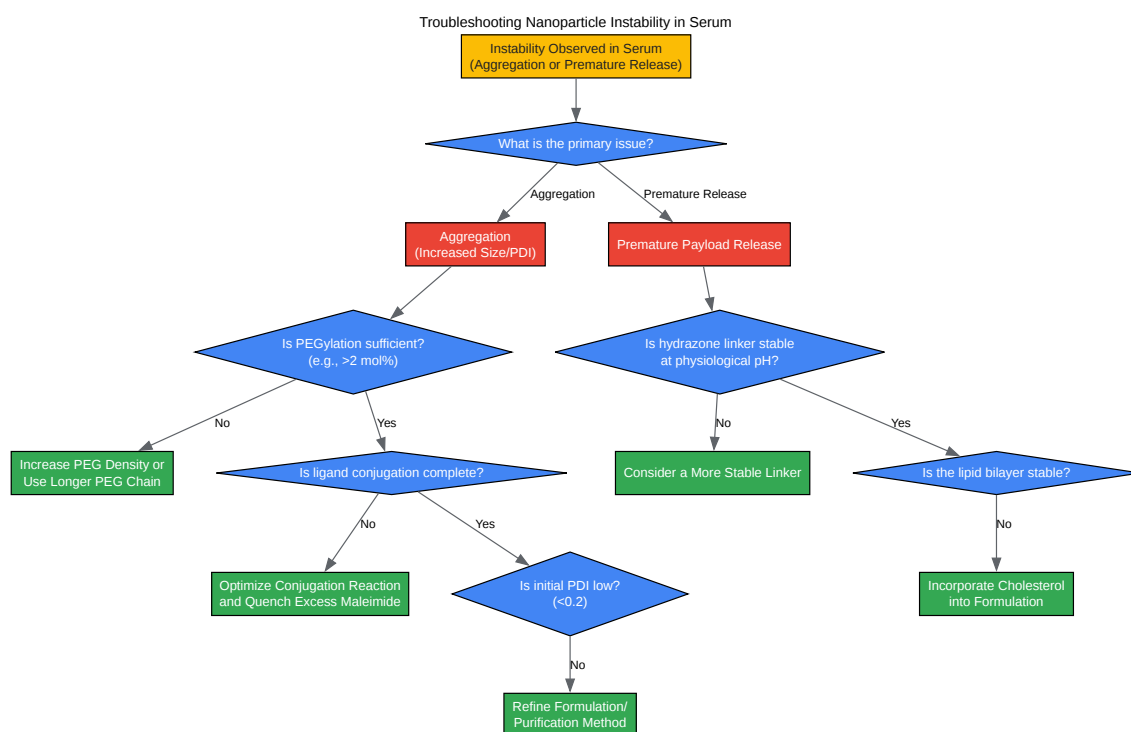 Troubleshooting Nanoparticle Instability in Serum
Instability Observed in Serum
(Aggregation or Premature Release)
What is the primary issue?
Aggregation
Premature Release
Aggregation
(Increased Size/PDI)
Premature Payload Release
Is PEGylation sufficient?
(e.g., >2 mol%)
Is hydrazone linker stable
at physiological pH?
No
Yes
No
Yes
Increase PEG Density or
Use Longer PEG Chain
Is ligand conjugation complete?
Consider a More Stable Linker
Is the lipid bilayer stable?
No
Yes
No
Optimize Conjugation Reaction
and Quench Excess Maleimide
Is initial PDI low?
(<0.2)
Incorporate Cholesterol
into Formulation
No
Refine Formulation/
Purification Method